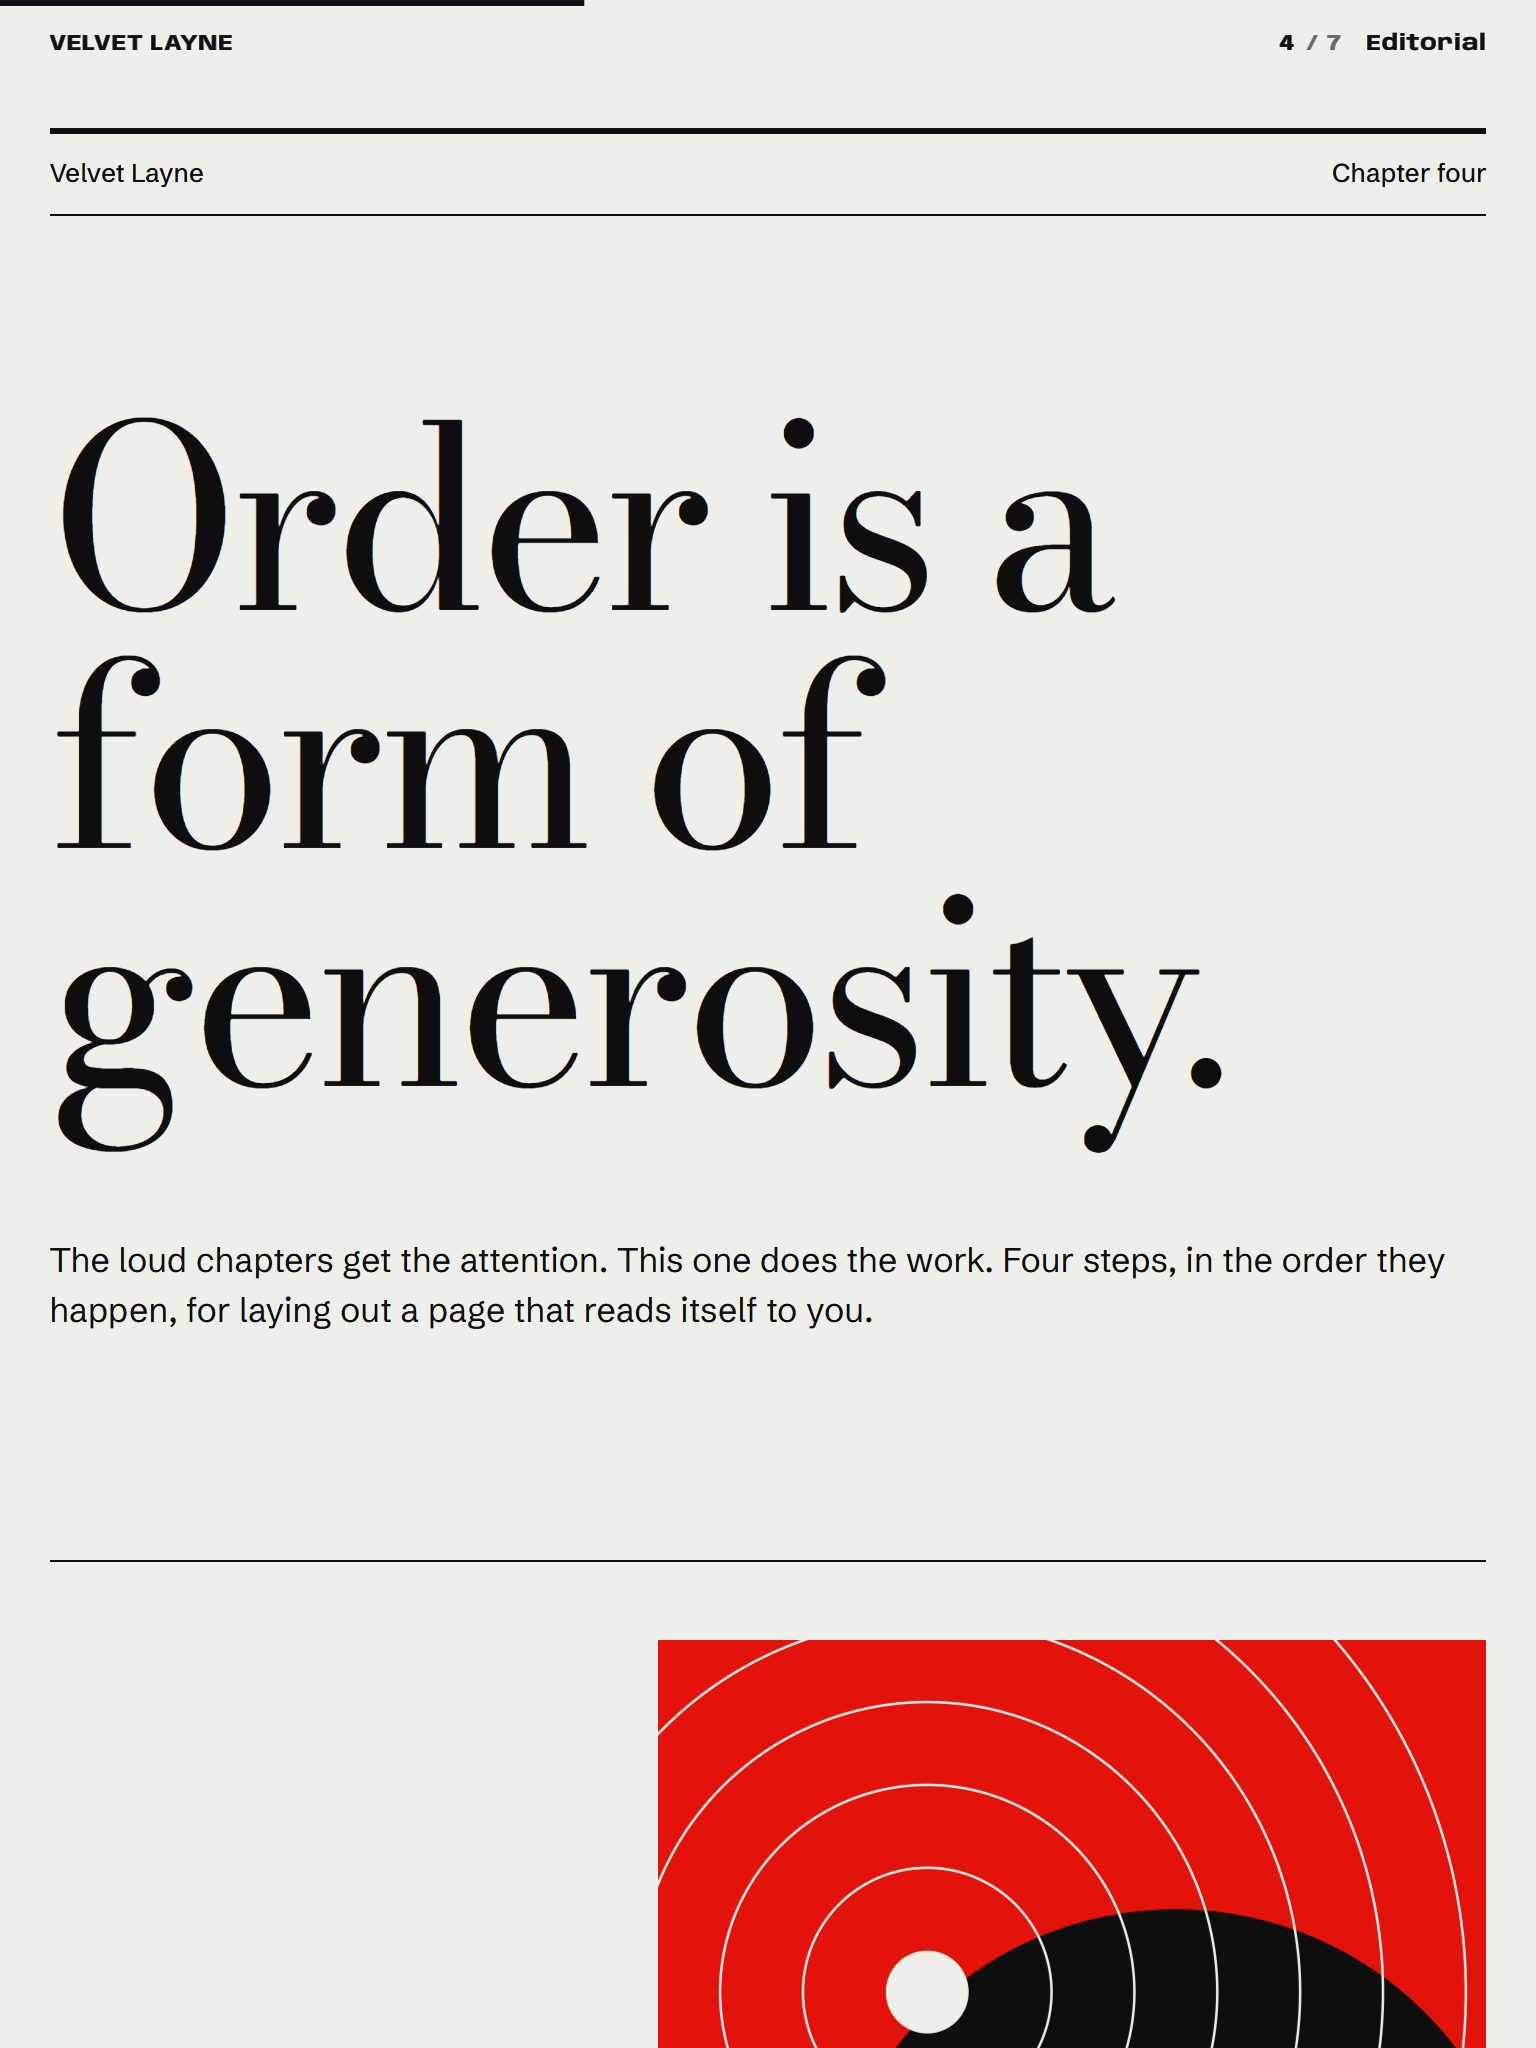 VELVET LAYNE
4 / 7 Editorial
Velvet Layne
Chapter four
Order is a
form of
generosity.
The loud chapters get the attention. This one does the work. Four steps, in the order they
happen, for laying out a page that reads itself to you.